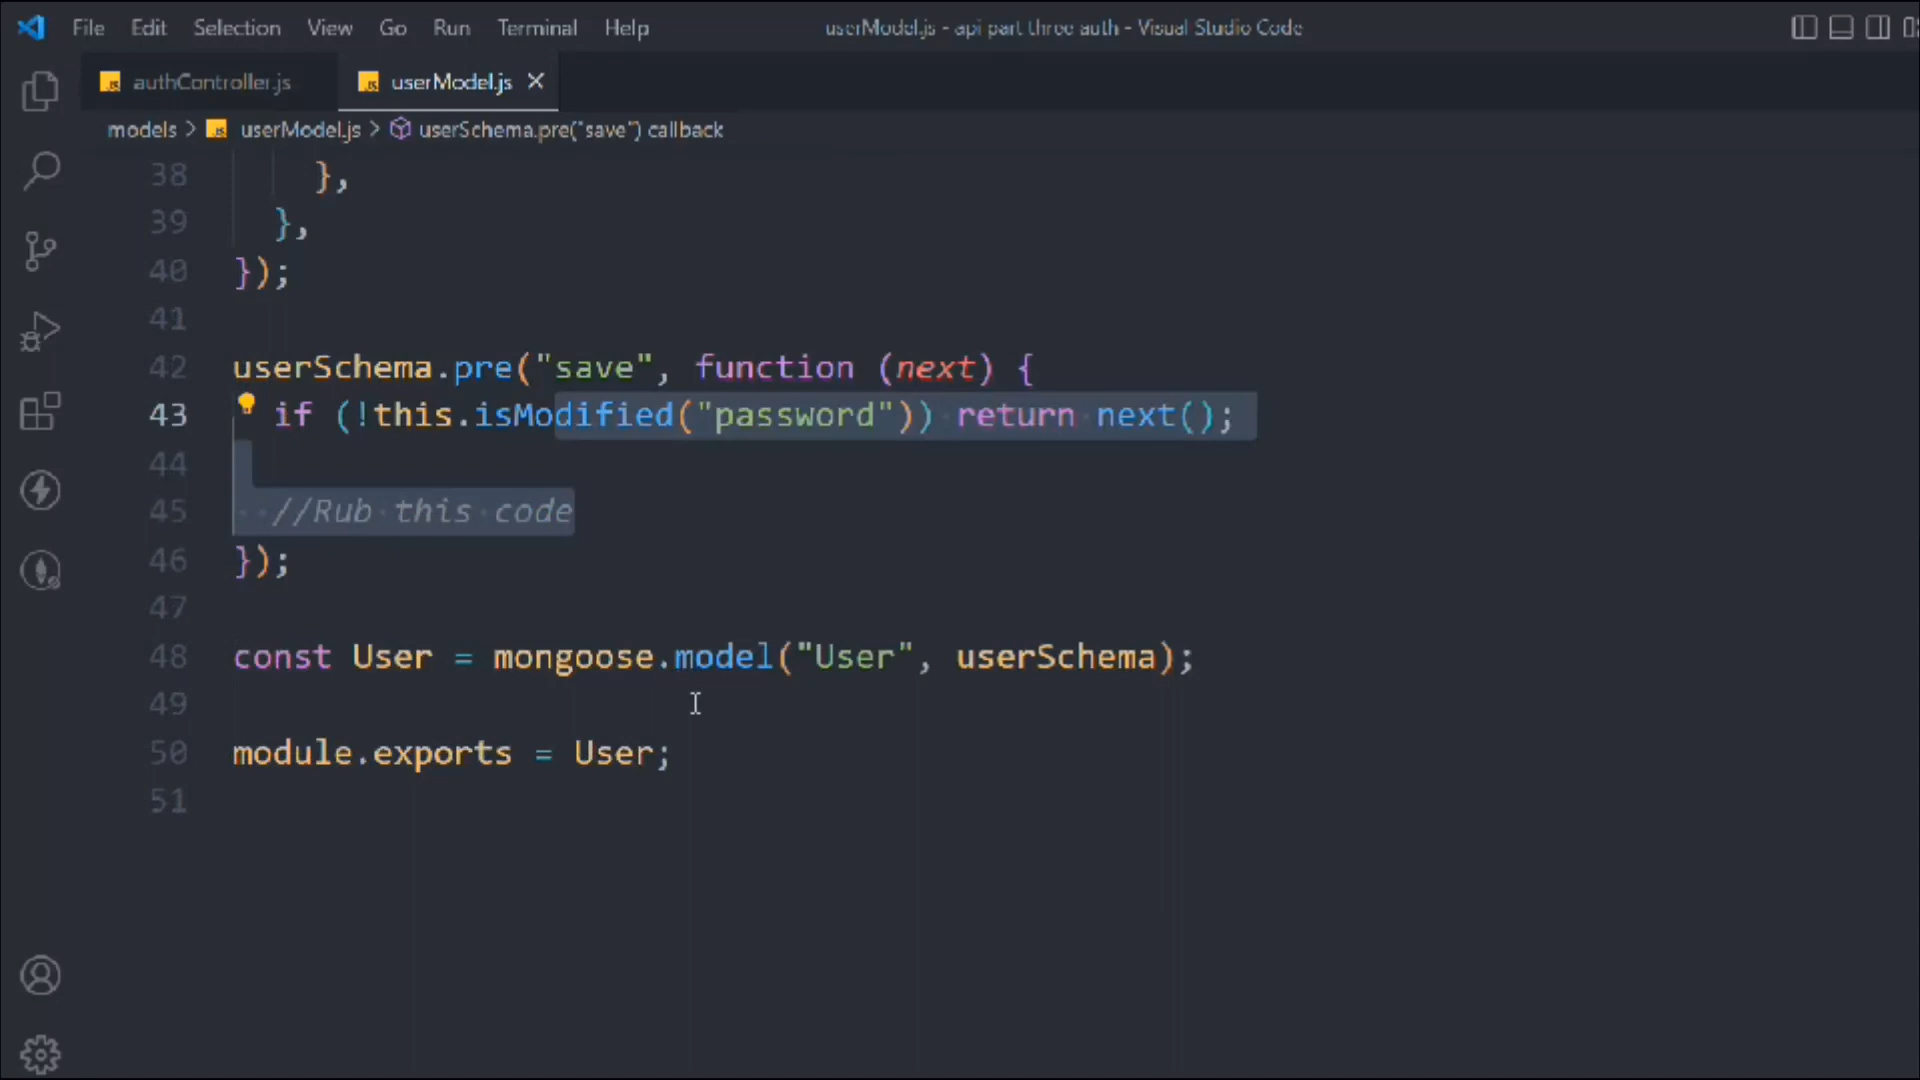 File Edit Selection View Go Run Terminal Help userModel.js - api part three auth - Visual Studio Code
authController.js userModel.js
models > userModel.js > userSchema.pre("save") callback
38 },
39 },
40 });
41
42 userSchema.pre("save", function (next) {
43 if (!this.isModified("password")) return next();
44
45 //Rub this code
46 });
47
48 const User = mongoose.model("User", userSchema);
49
50 module.exports = User;
51